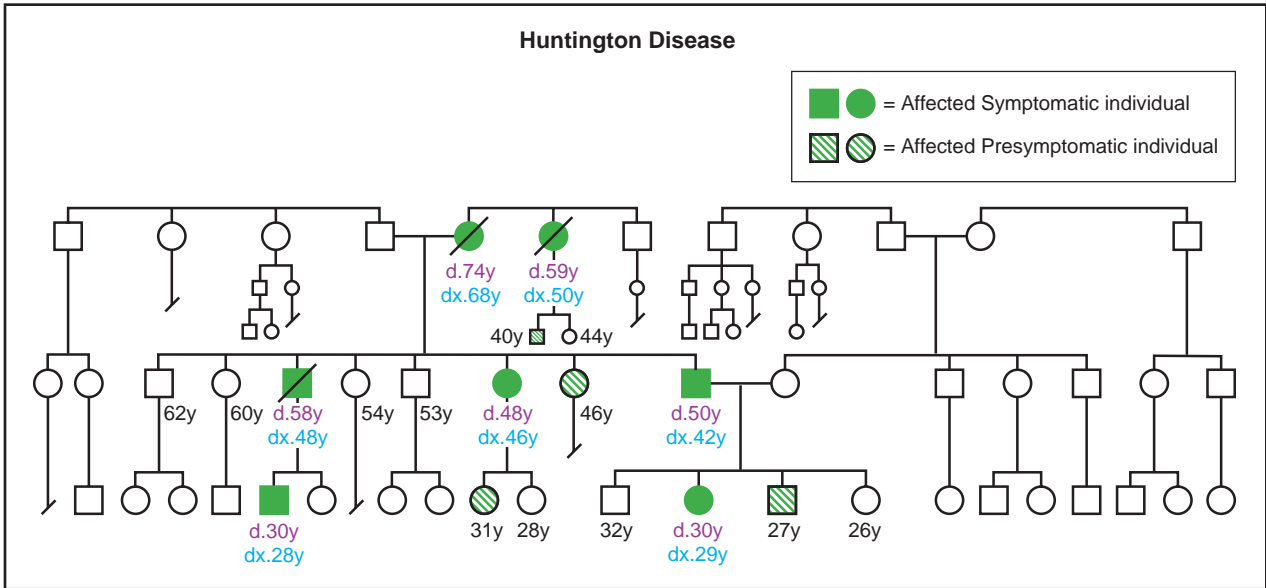 Huntington Disease
= Affected Symptomatic individual
= Affected Presymptomatic individual
d.74y d.59y
dx.68y dx.50y
40y 44y
62y 60y d.58y 54y 53y d.48y 46y d.50y
dx.48y dx.46y dx.42y
d.30y 31y 28y 32y d.30y 27y 26y
dx.28y dx.29y